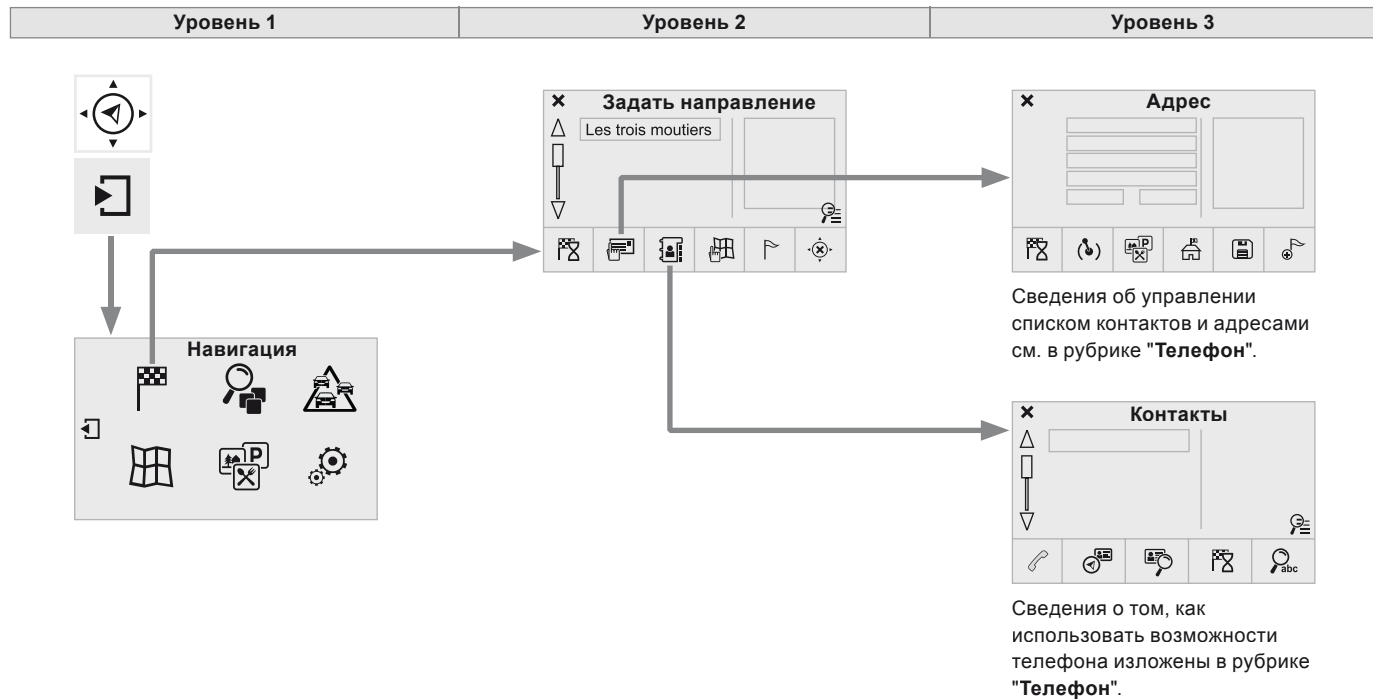 Уровень 1
Уровень 2
Уровень 3
Задать направление
Les trois moutiers
Адрес
Сведения об управлении
списком контактов и адресами
см. в рубрике "Телефон".
Навигация
P
P
Контакты
abc
Сведения о том, как
использовать возможности
телефона изложены в рубрике
"Телефон".